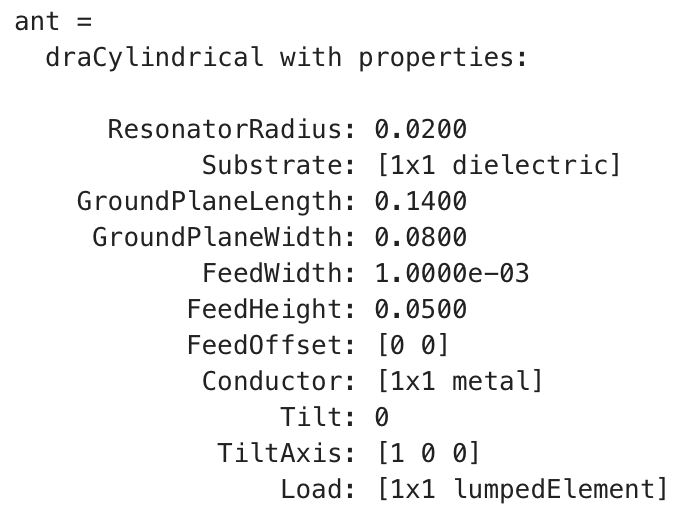 ant =
draCylindrical with properties:
ResonatorRadius: 0.0200
Substrate: [1x1 dielectric]
GroundPlaneLength: 0.1400
GroundPlaneWidth: 0.0800
FeedWidth: 1.0000e-03
FeedHeight: 0.0500
FeedOffset: [0 0]
Conductor: [1x1 metal]
Tilt: 0
TiltAxis: [1 0 0]
Load: [1x1 lumpedElement]